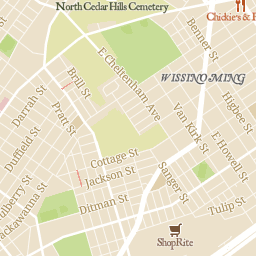 North Cedar Hills Cemetery
Chickie's &
Benner St
E Cheltenham Ave
WISSINOMING
Brill St
Darrah St
Pratt St
Van Kirk St
Higbee St
Duffield St
E Howell St
Cottage St
Jackson St
Sanger St
Ditman St
Tulip St
ShopRite